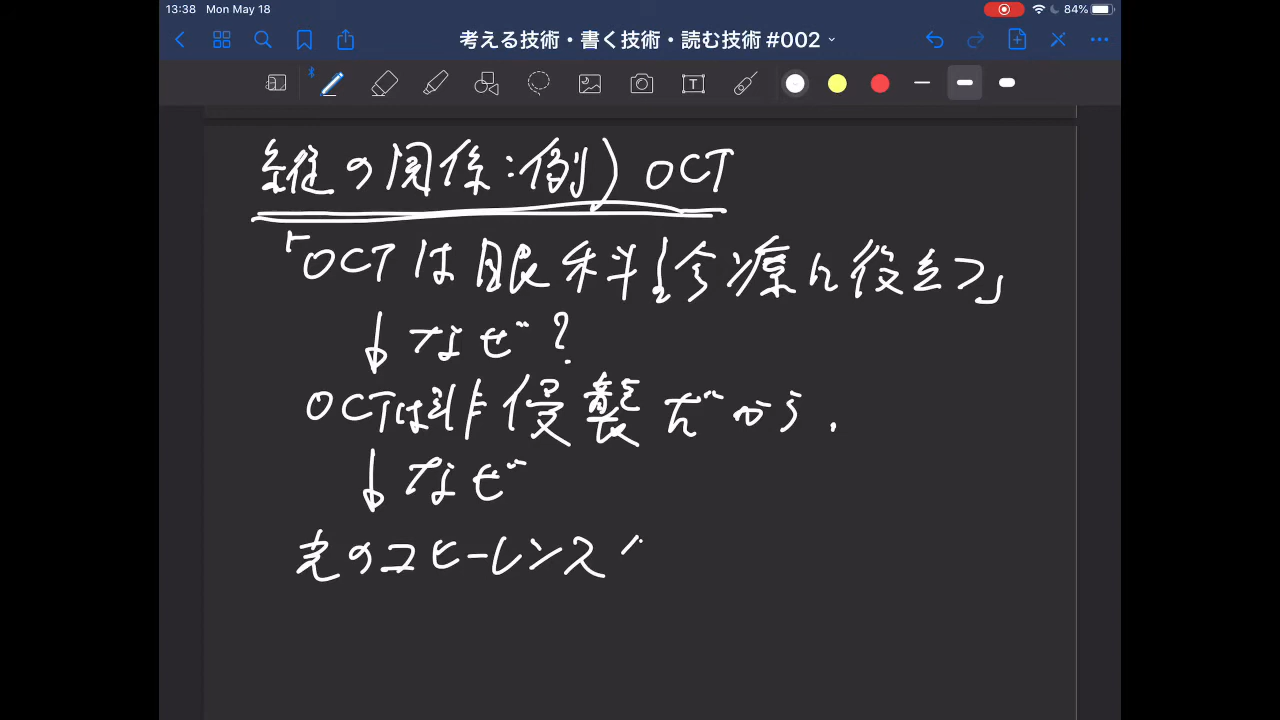 13:38 Mon May 18 84%
考える技術・書く技術・読む技術 #002
縦の関係:例) OCT
「OCTは眼科診療に役立つ」
↓なぜ?
OCTは非侵襲だから.
↓なぜ
光のコヒーレンス